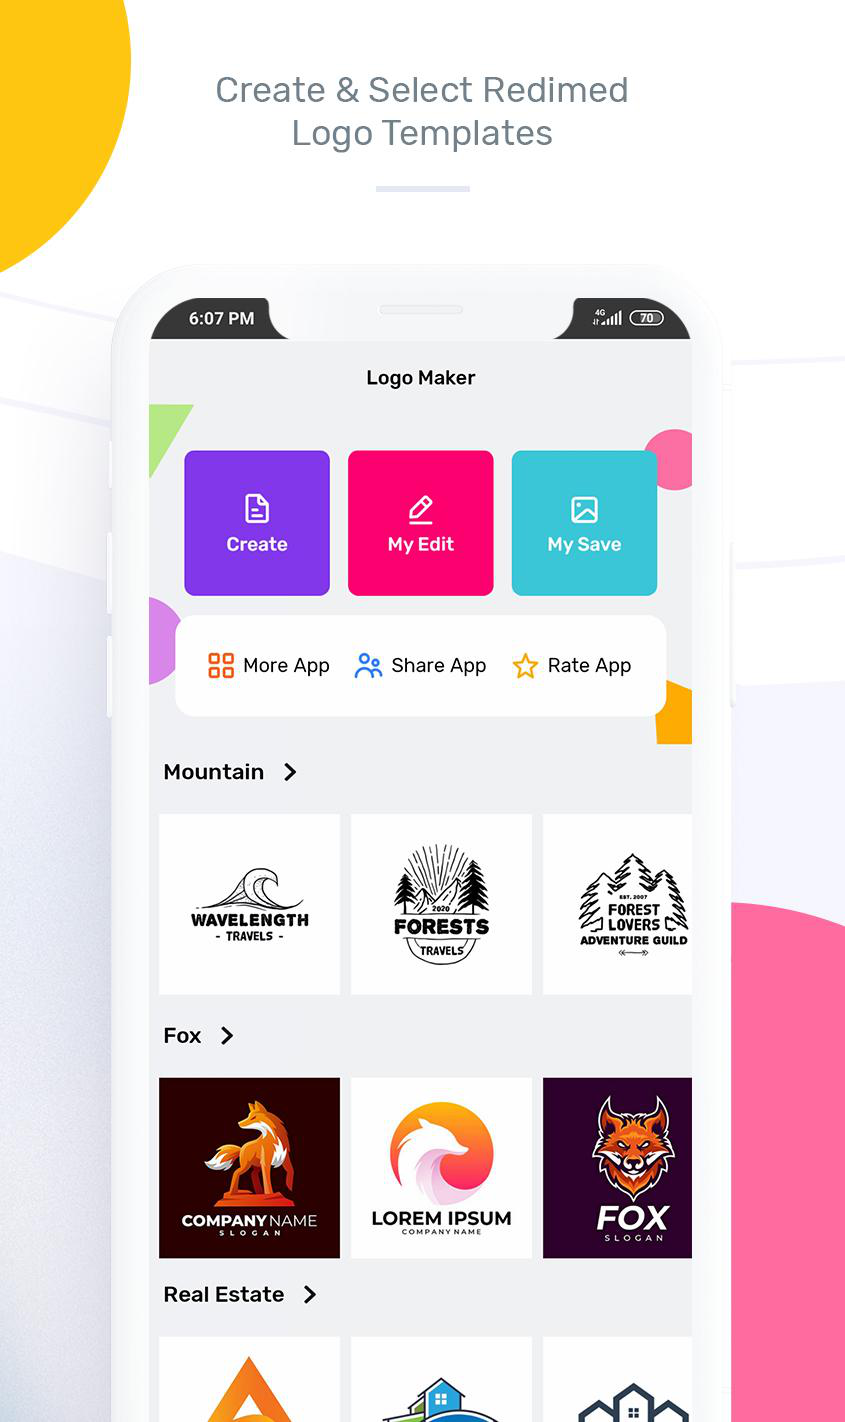 Create & Select Redimed
Logo Templates
6:07 PM
4G
70
Logo Maker
Create
My Edit
My Save
More App
Share App
Rate App
Mountain
WAVELENGTH
- TRAVELS -
2020
FORESTS
TRAVELS
EST. 2007
FOREST
LOVERS
ADVENTURE GUILD
Fox
COMPANY NAME
SLOGAN
LOREM IPSUM
COMPANY NAME
FOX
SLOGAN
Real Estate